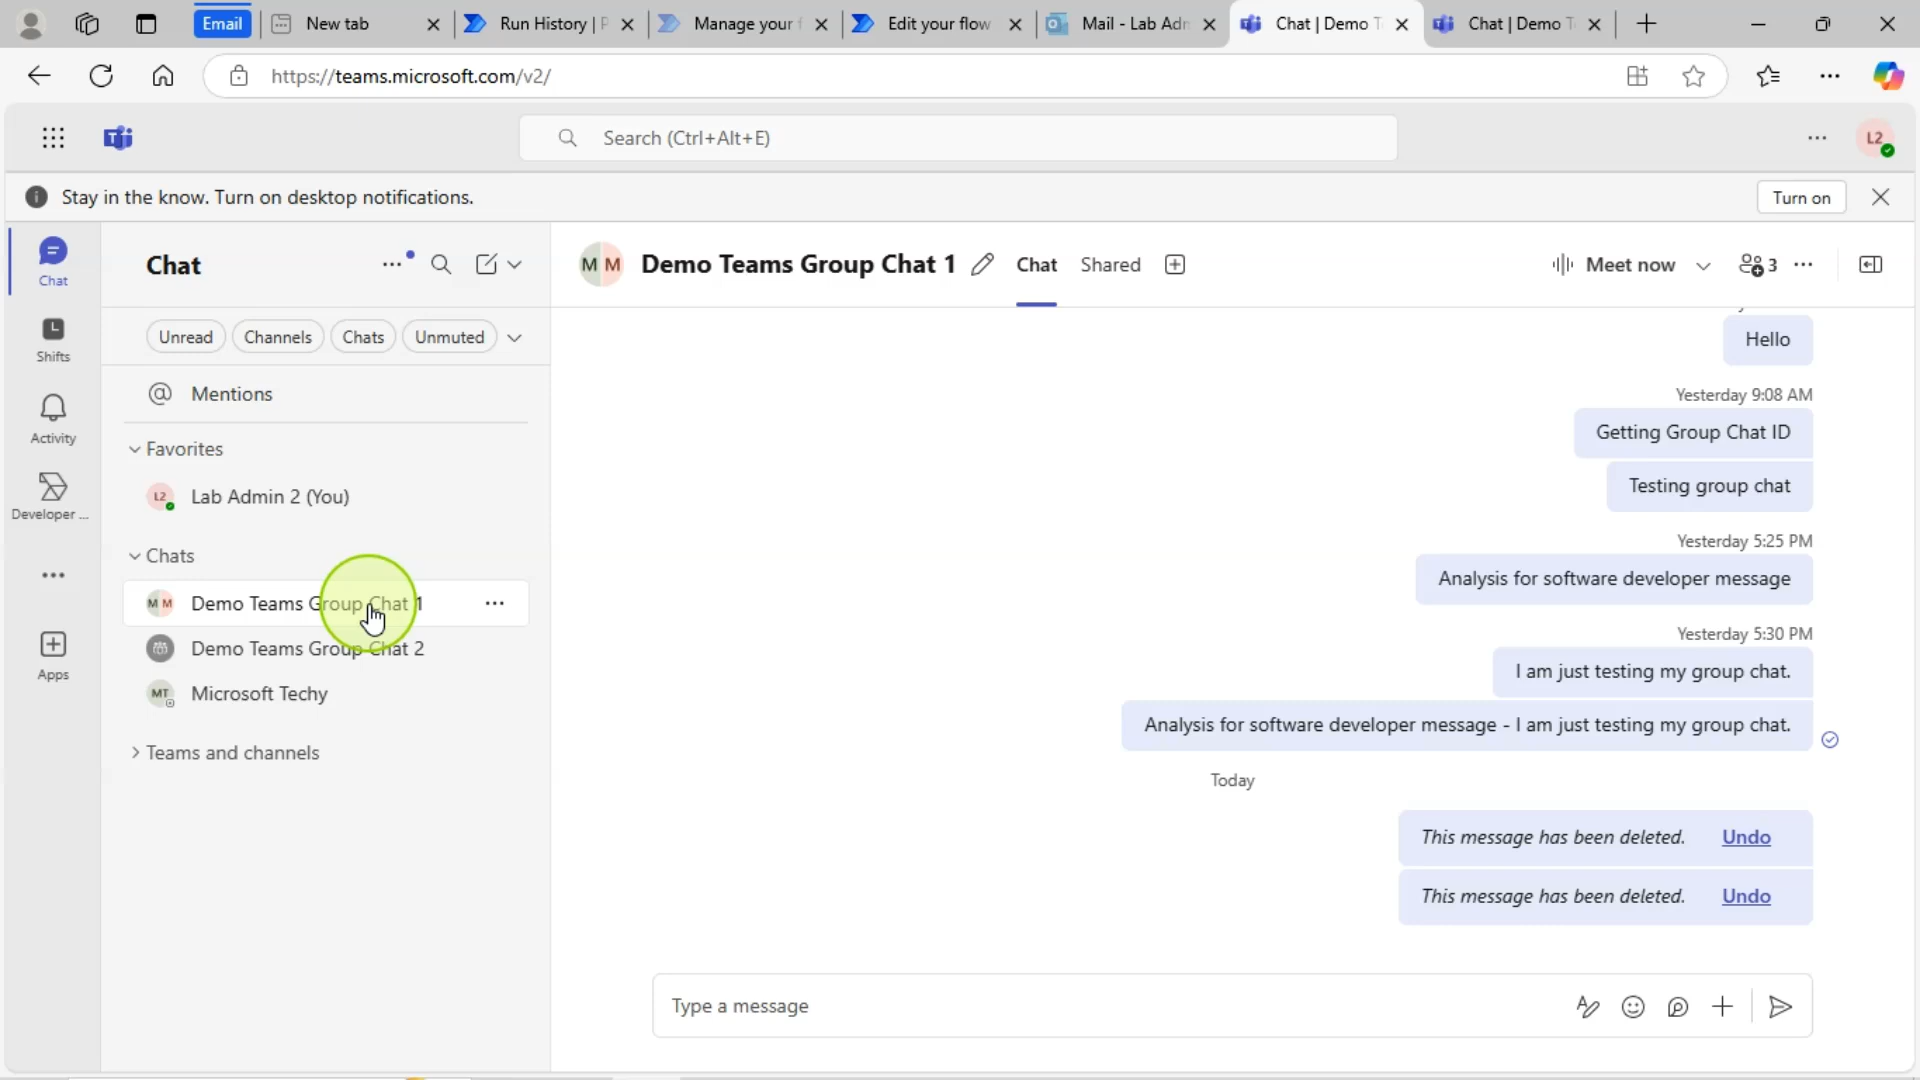 Email
New tab
Run History | P
Manage your f
Edit your flow
Mail - Lab Adn
Chat | Demo T
Chat | Demo T
https://teams.microsoft.com/v2/
Search (Ctrl+Alt+E)
L2
Stay in the know. Turn on desktop notifications.
Turn on
Chat
Shifts
Activity
Developer ...
Apps
Chat
Unread
Channels
Chats
Unmuted
Mentions
Favorites
L2 Lab Admin 2 (You)
Chats
M M Demo Teams Group Chat 1
Demo Teams Group Chat 2
MT Microsoft Techy
Teams and channels
M M Demo Teams Group Chat 1
Chat
Shared
Meet now
3
Hello
Yesterday 9:08 AM
Getting Group Chat ID
Testing group chat
Yesterday 5:25 PM
Analysis for software developer message
Yesterday 5:30 PM
I am just testing my group chat.
Analysis for software developer message - I am just testing my group chat.
Today
This message has been deleted. Undo
This message has been deleted. Undo
Type a message